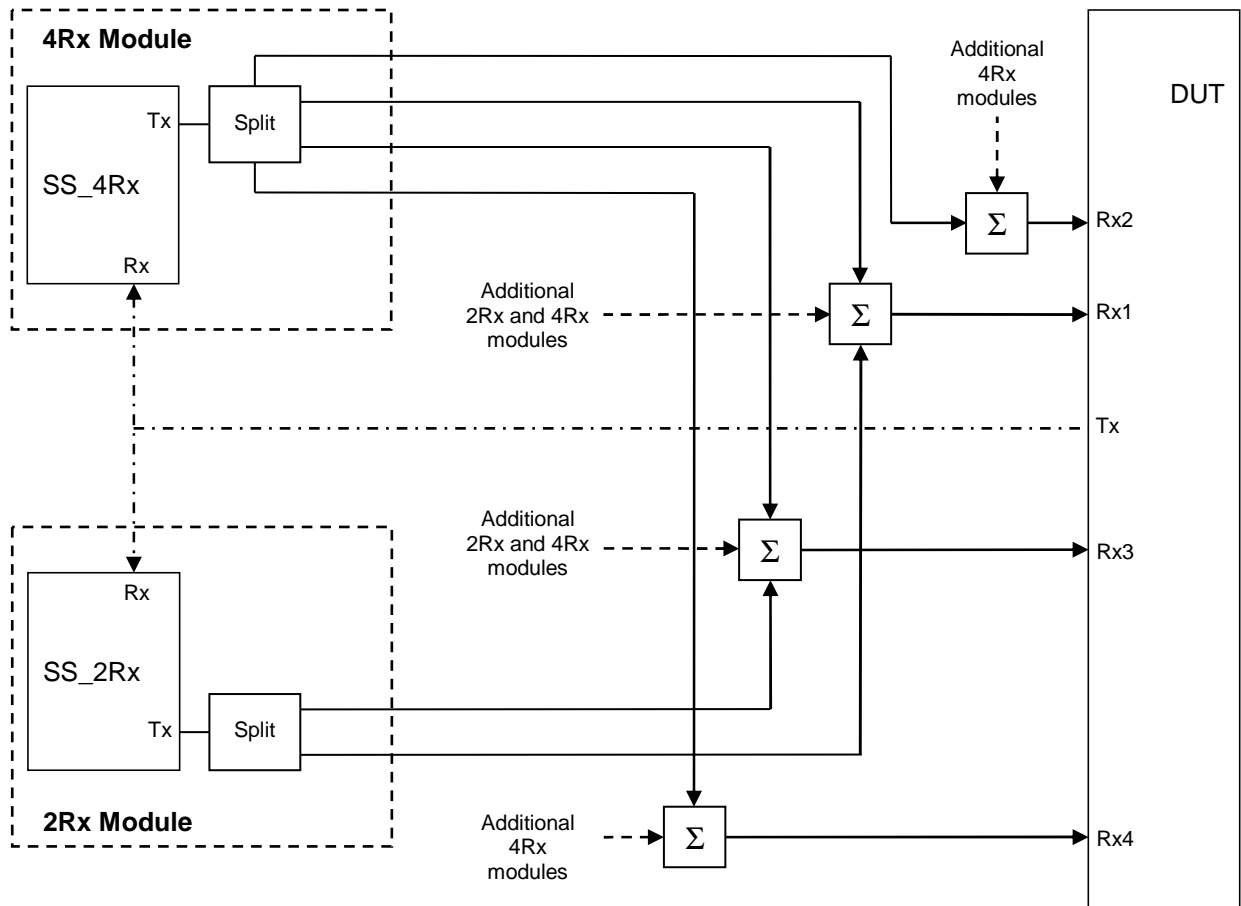 4Rx Module
Additional
4Rx
modules
DUT
Tx
Split
SS_4Rx
Rx
Σ
Rx2
Additional
2Rx and 4Rx
modules
Σ
Rx1
Tx
Additional
2Rx and 4Rx
modules
Σ
Rx3
Rx
SS_2Rx
Tx
Split
2Rx Module
Additional
4Rx
modules
Σ
Rx4